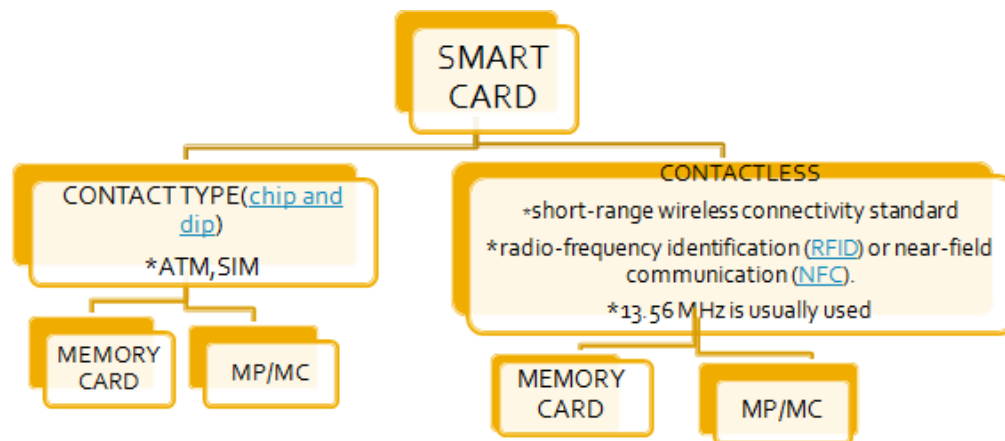 SMART
CARD
CONTACT TYPE(chip and
dip)
*ATM,SIM
CONTACTLESS
*short-range wireless connectivity standard
*radio-frequency identification (RFID) or near-field
communication (NFC).
*13.56 MHz is usually used
MEMORY
CARD
MP/MC
MEMORY
CARD
MP/MC